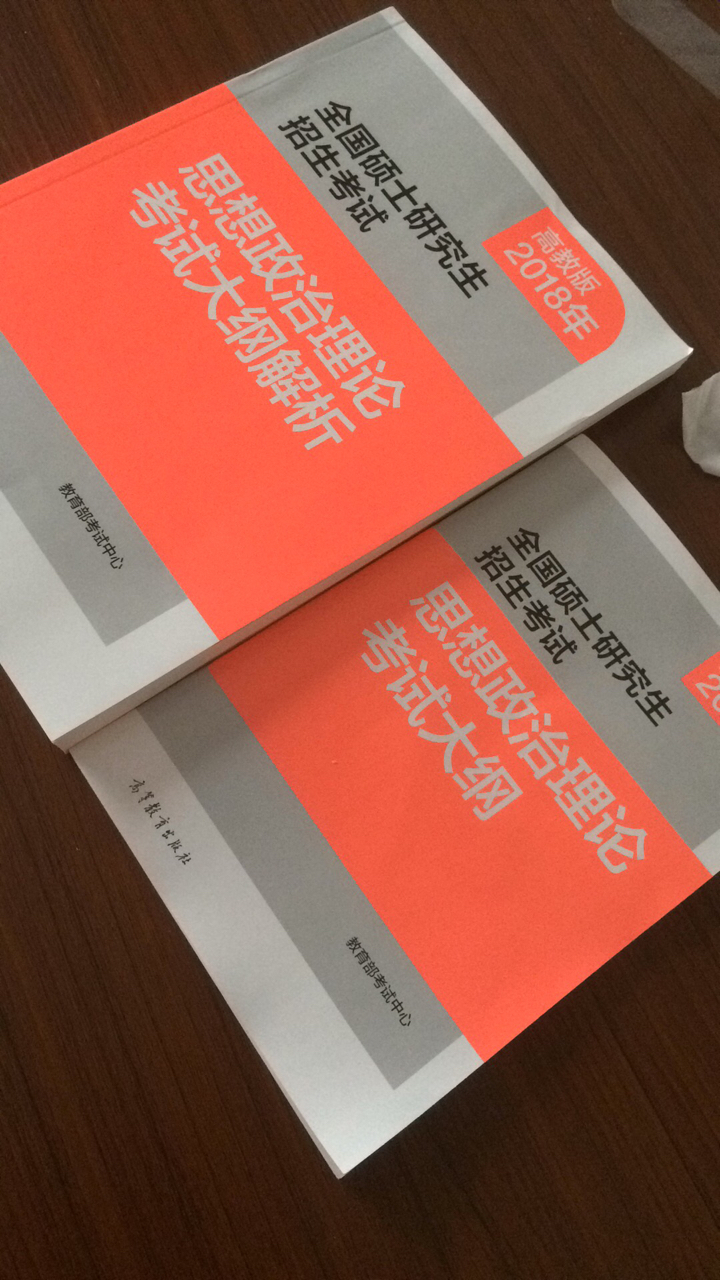 全国硕士研究生
招生考试
高教版
2018年
思想政治理论
考试大纲解析
教育部考试中心
全国硕士研究生
招生考试
思想政治理论
考试大纲
教育部考试中心
高等教育出版社